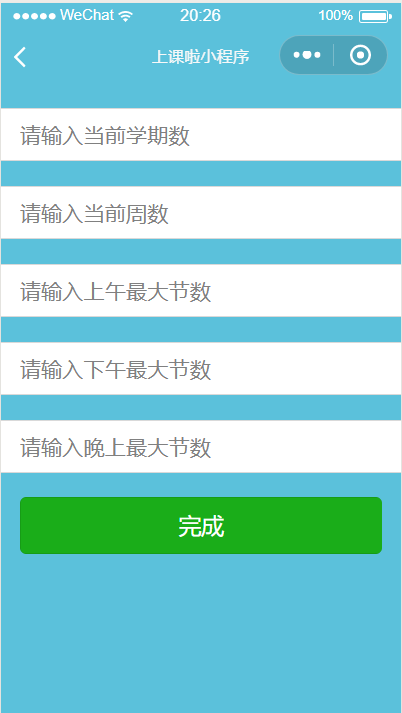 ●●●●● WeChat 20:26 100%
上课啦小程序
请输入当前学期数
请输入当前周数
请输入上午最大节数
请输入下午最大节数
请输入晚上最大节数
完成